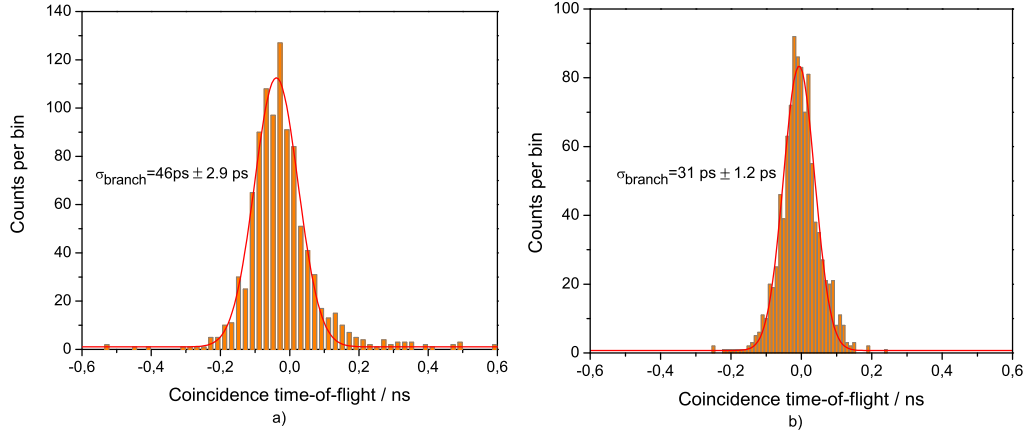 140
120
100
80
60
40
20
0
-0,6 -0,4 -0,2 0,0 0,2 0,4 0,6
Counts per bin
σbranch=46ps ± 2.9 ps
Coincidence time-of-flight / ns
a)
100
80
60
40
20
0
-0,6 -0,4 -0,2 0,0 0,2 0,4 0,6
Counts per bin
σbranch=31 ps ± 1.2 ps
Coincidence time-of-flight / ns
b)